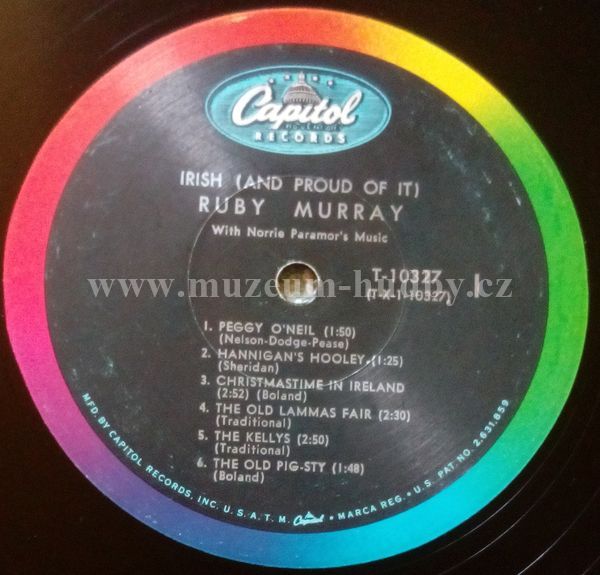 Capitol
REG. U.S. PAT. OFF.
RECORDS
IRISH (AND PROUD OF IT)
RUBY MURRAY
With Norrie Paramor's Music
T-10327 1
(T-X-1-10327)
www.muzeum-hudby.cz
1. PEGGY O'NEIL (1:50)
(Nelson-Dodge-Pease)
2. HANNIGAN'S HOOLEY (1:25)
(Sheridan)
3. CHRISTMASTIME IN IRELAND
(2:52) (Boland)
4. THE OLD LAMMAS FAIR (2:30)
(Traditional)
5. THE KELLYS (2:50)
(Traditional)
6. THE OLD PIG-STY (1:48)
(Boland)
MFD. BY CAPITOL RECORDS, INC. U.S.A. T.M. Capitol • MARCA REG. • U.S. PAT. NO. 2,631,859